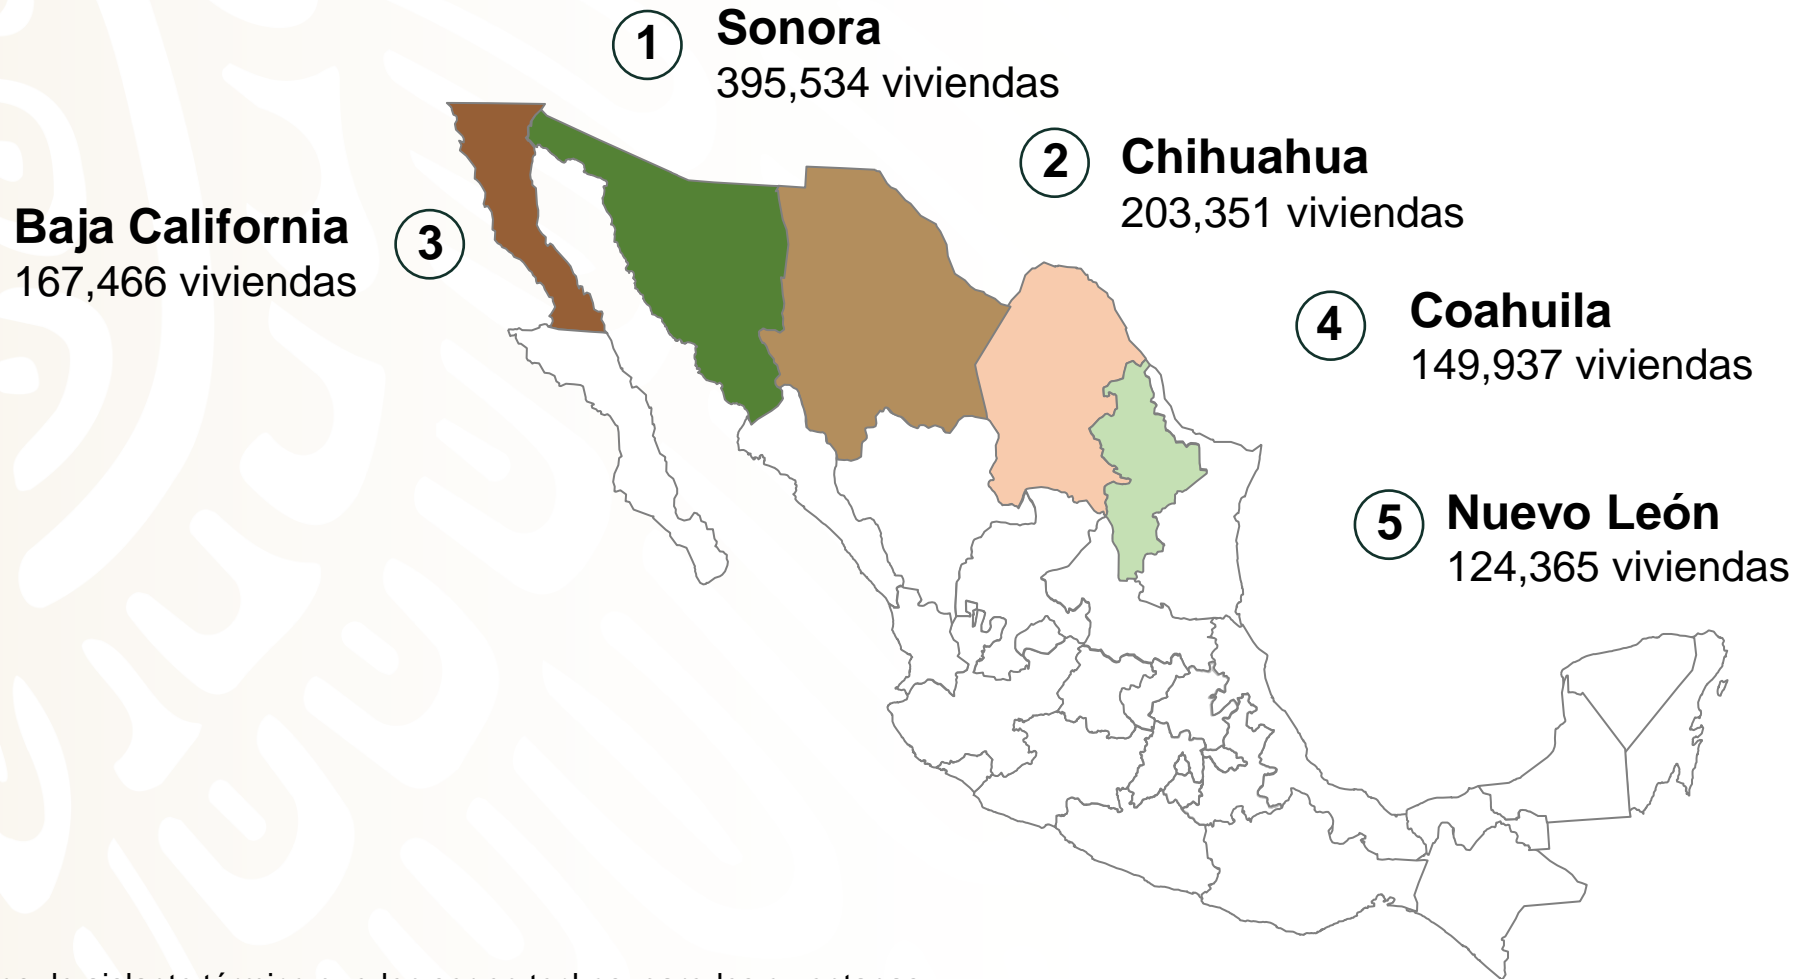 1
Sonora
395,534 viviendas
2
Chihuahua
203,351 viviendas
Baja California
167,466 viviendas
3
4
Coahuila
149,937 viviendas
5
Nuevo León
124,365 viviendas